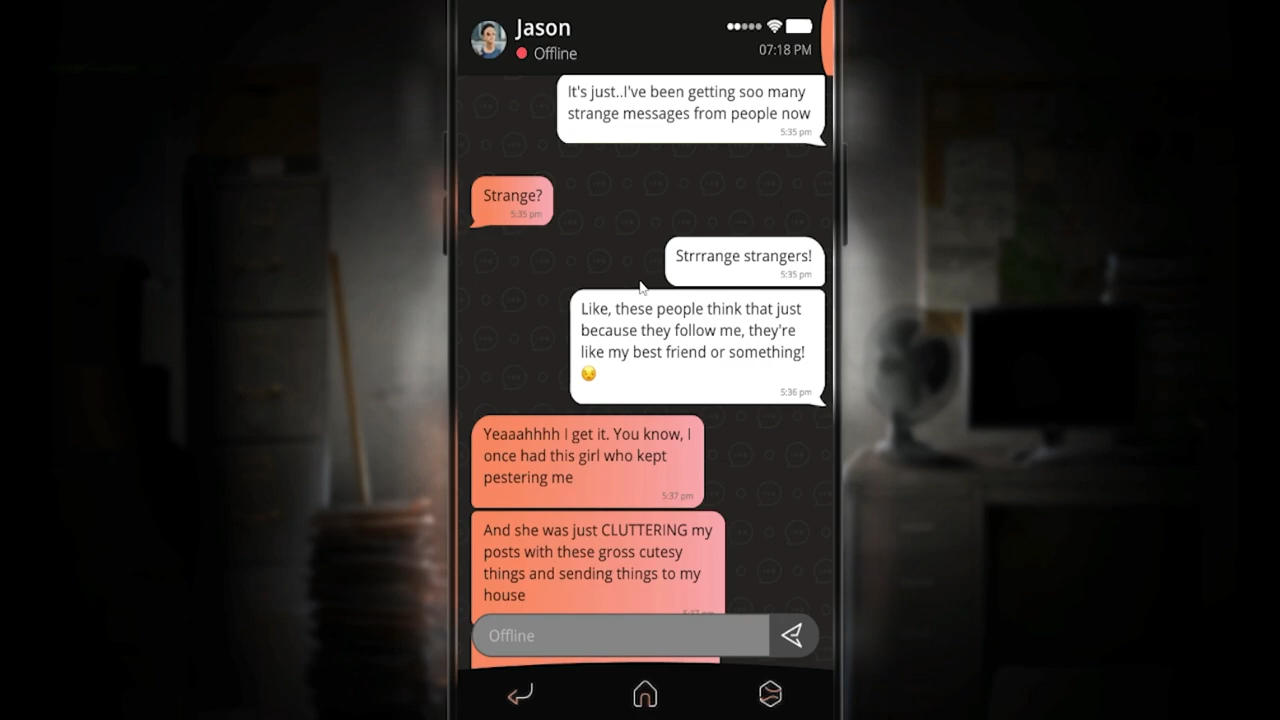 Jason
Offline
07:18 PM
It's just..I've been getting soo many
strange messages from people now
5:35 pm
Strange?
5:35 pm
Strrrange strangers!
5:35 pm
Like, these people think that just
because they follow me, they're
like my best friend or something!
5:36 pm
Yeaaahhhh I get it. You know, I
once had this girl who kept
pestering me
5:37 pm
And she was just CLUTTERING my
posts with these gross cutesy
things and sending things to my
house
5:37 pm
Offline